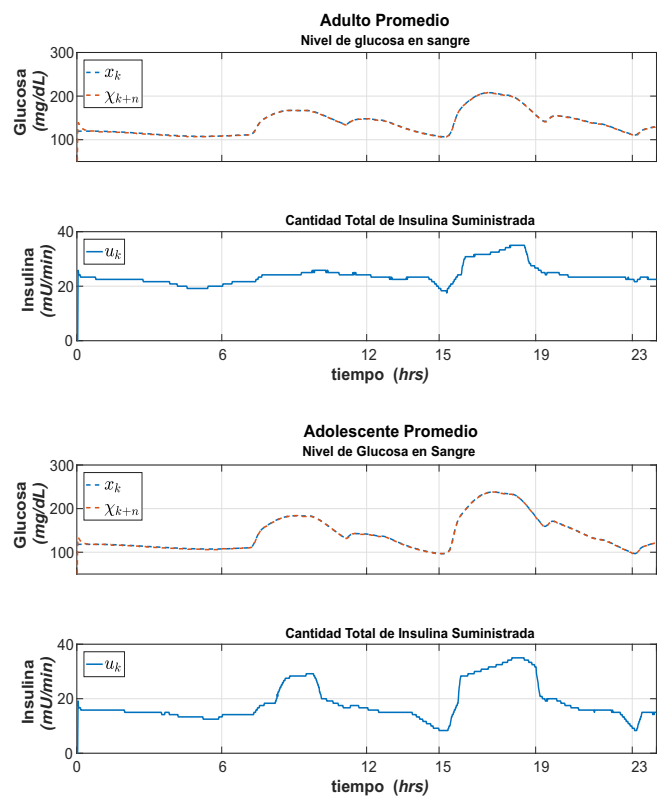 Adulto Promedio
Nivel de glucosa en sangre
300
200
100
Glucosa
(mg/dL)
x_k
χ_{k+n}
Cantidad Total de Insulina Suministrada
40
20
0
Insulina
(mU/min)
u_k
0 6 12 15 19 23
tiempo (hrs)
Adolescente Promedio
Nivel de Glucosa en Sangre
300
200
100
Glucosa
(mg/dL)
x_k
χ_{k+n}
Cantidad Total de Insulina Suministrada
40
20
0
Insulina
(mU/min)
u_k
0 6 12 15 19 23
tiempo (hrs)